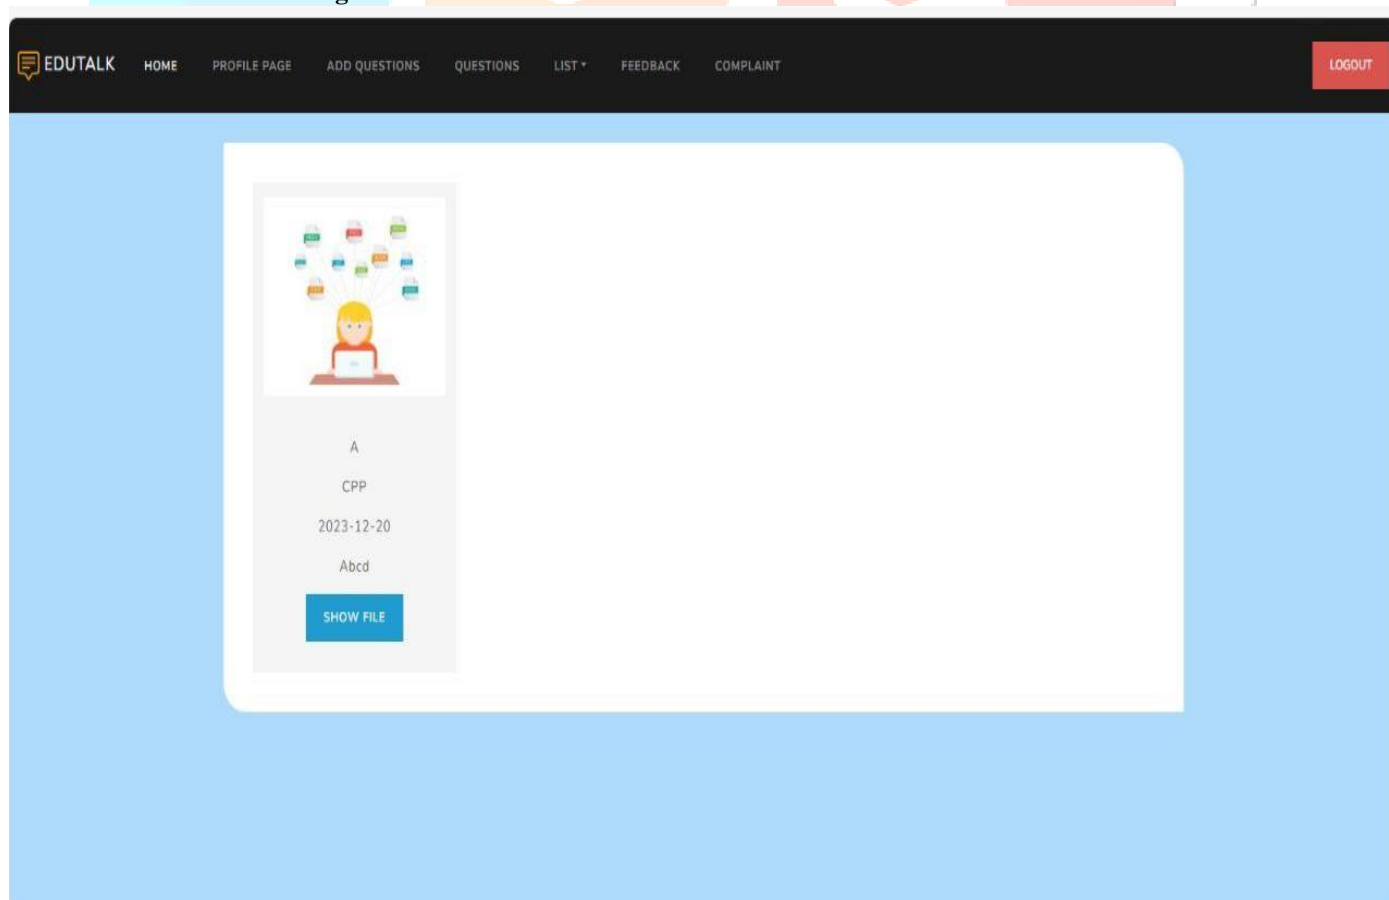 EDUTALK HOME PROFILE PAGE ADD QUESTIONS QUESTIONS LIST FEEDBACK COMPLAINT LOGOUT
A
CPP
2023-12-20
Abcd
SHOW FILE